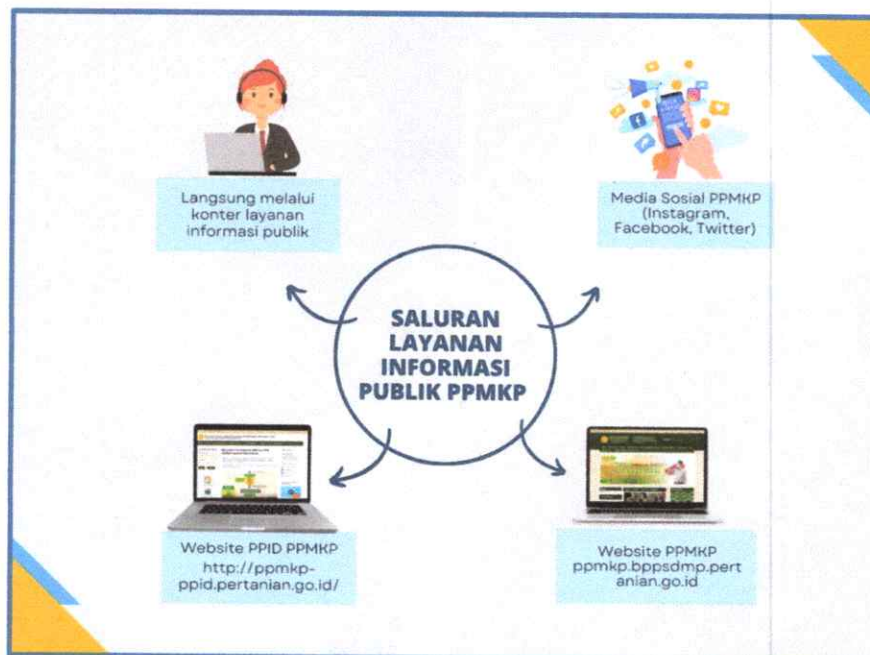 Langsung melalui
konter layanan
informasi publik
Media Sosial PPMKP
(Instagram,
Facebook, Twitter)
SALURAN
LAYANAN
INFORMASI
PUBLIK PPMKP
Website PPID PPMKP
http://ppmkp-
ppid.pertanian.go.id/
Website PPMKP
ppmkp.bppsdmp.pert
anian.go.id